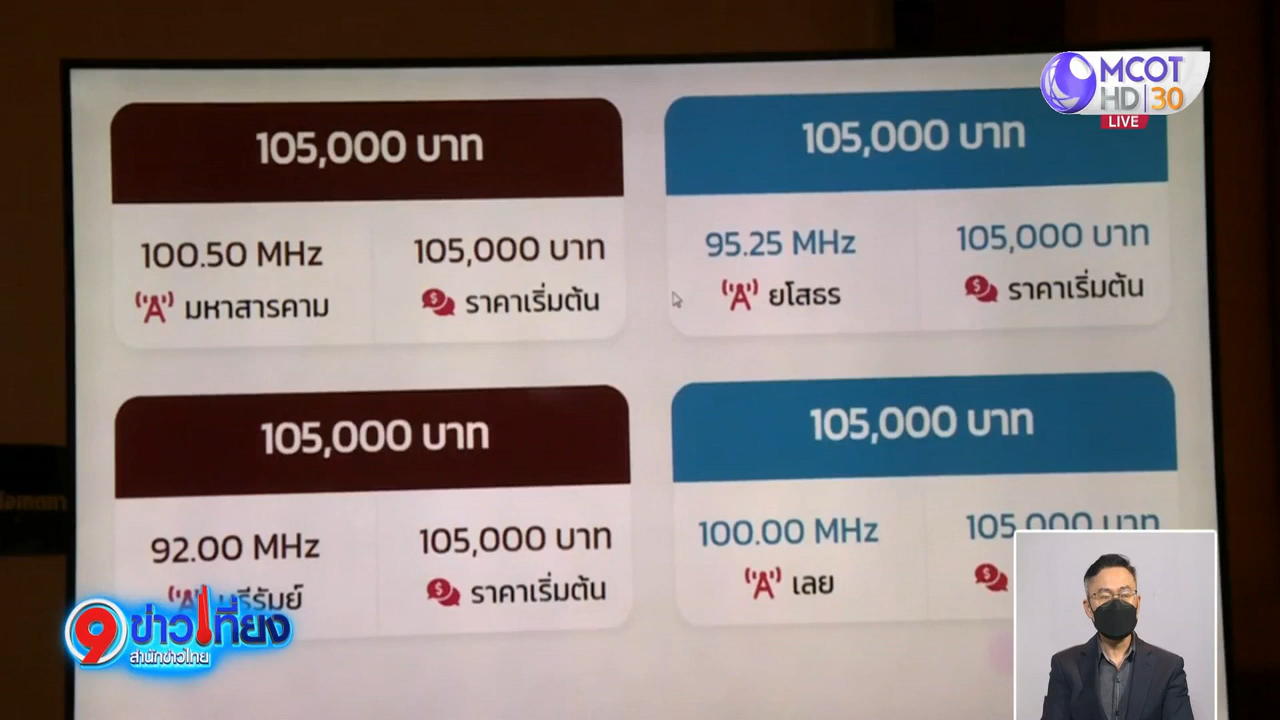 MCOT
HD 30
LIVE
105,000 บาท
100.50 MHz
105,000 บาท
มหาสารคาม
ราคาเริ่มต้น
105,000 บาท
95.25 MHz
105,000 บาท
ยโสธร
ราคาเริ่มต้น
105,000 บาท
92.00 MHz
105,000 บาท
ราคาเริ่มต้น
105,000 บาท
100.00 MHz
105,000 บาท
เลย
9 ข่าวเที่ยง
สำนักข่าวไทย